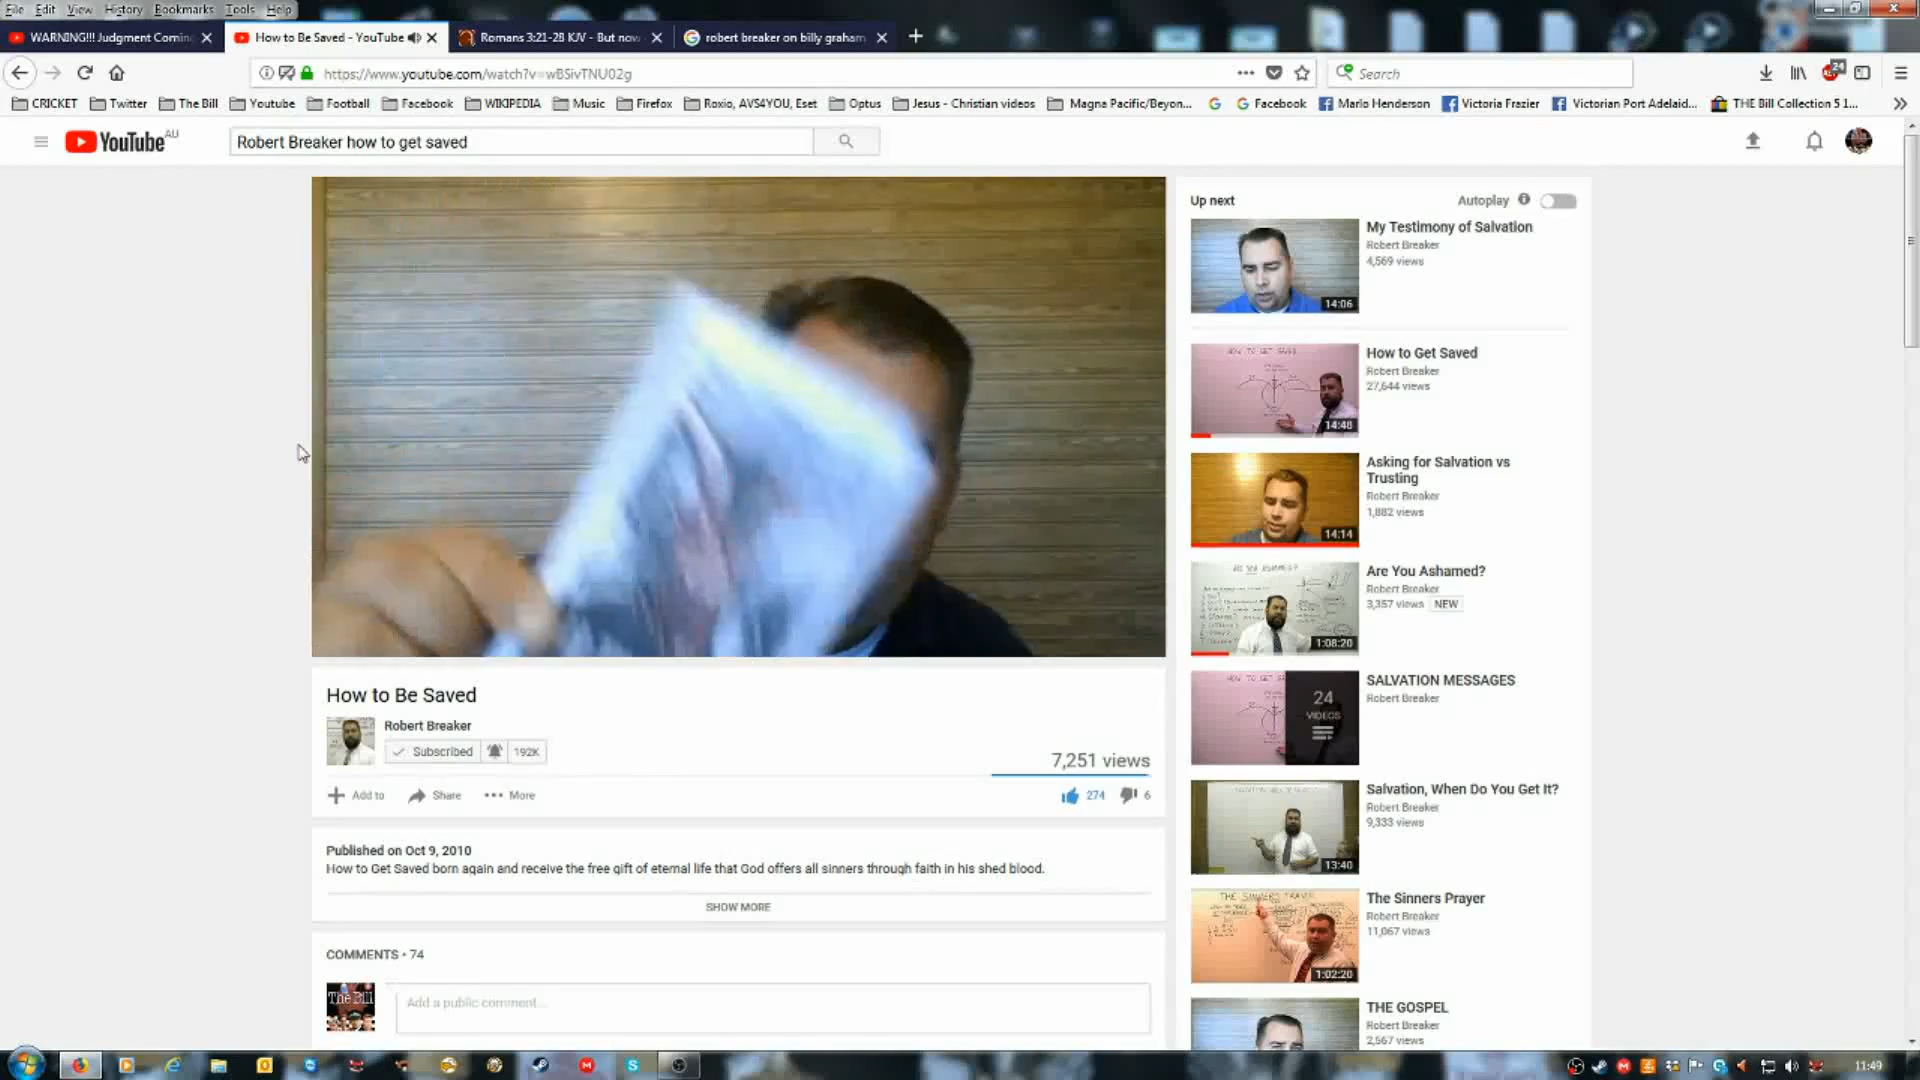 File Edit View History Bookmarks Tools Help
WARNING!!! Judgment Comin
How to Be Saved - YouTube
Romans 3:21-28 KJV - But now
robert breaker on billy graham
https://www.youtube.com/watch?v=wBSivTNU02g
Search
24
CRICKET
Twitter
The Bill
Youtube
Football
Facebook
WIKIPEDIA
Music
Firefox
Roxio, AVS4YOU, Eset
Optus
Jesus - Christian videos
Magna Pacific/Beyon...
Facebook
Marlo Henderson
Victoria Frazier
Victorian Port Adelaid...
THE Bill Collection 5 1...
YouTube AU
Robert Breaker how to get saved
Up next
Autoplay
My Testimony of Salvation
Robert Breaker
4,569 views
14:06
How to Get Saved
Robert Breaker
27,644 views
HOW TO GET SAVED
14:48
Asking for Salvation vs
Trusting
Robert Breaker
1,882 views
14:14
Are You Ashamed?
Robert Breaker
3,357 views NEW
1:08:20
SALVATION MESSAGES
Robert Breaker
24
VIDEOS
Salvation, When Do You Get It?
Robert Breaker
9,333 views
13:40
The Sinners Prayer
Robert Breaker
11,067 views
THE SINNERS PRAYER
1:02:20
THE GOSPEL
Robert Breaker
2,567 views
How to Be Saved
Robert Breaker
Subscribed 192K
7,251 views
Add to Share More
274 6
Published on Oct 9, 2010
How to Get Saved born again and receive the free gift of eternal life that God offers all sinners through faith in his shed blood.
SHOW MORE
COMMENTS • 74
The Bill
Add a public comment...
11:49